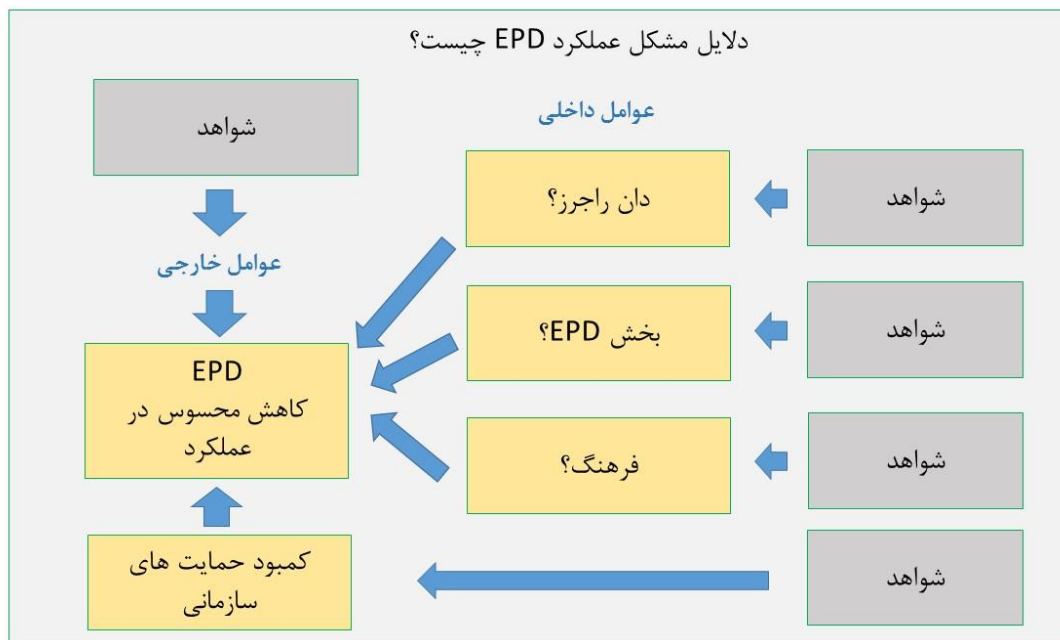 دلایل مشکل عملکرد EPD چیست؟
شواهد
عوامل داخلی
دان راجرز؟
شواهد
عوامل خارجی
بخش EPD؟
شواهد
EPD
کاهش محسوس در
عملکرد
فرهنگ؟
شواهد
کمبود حمایت های
سازمانی
شواهد